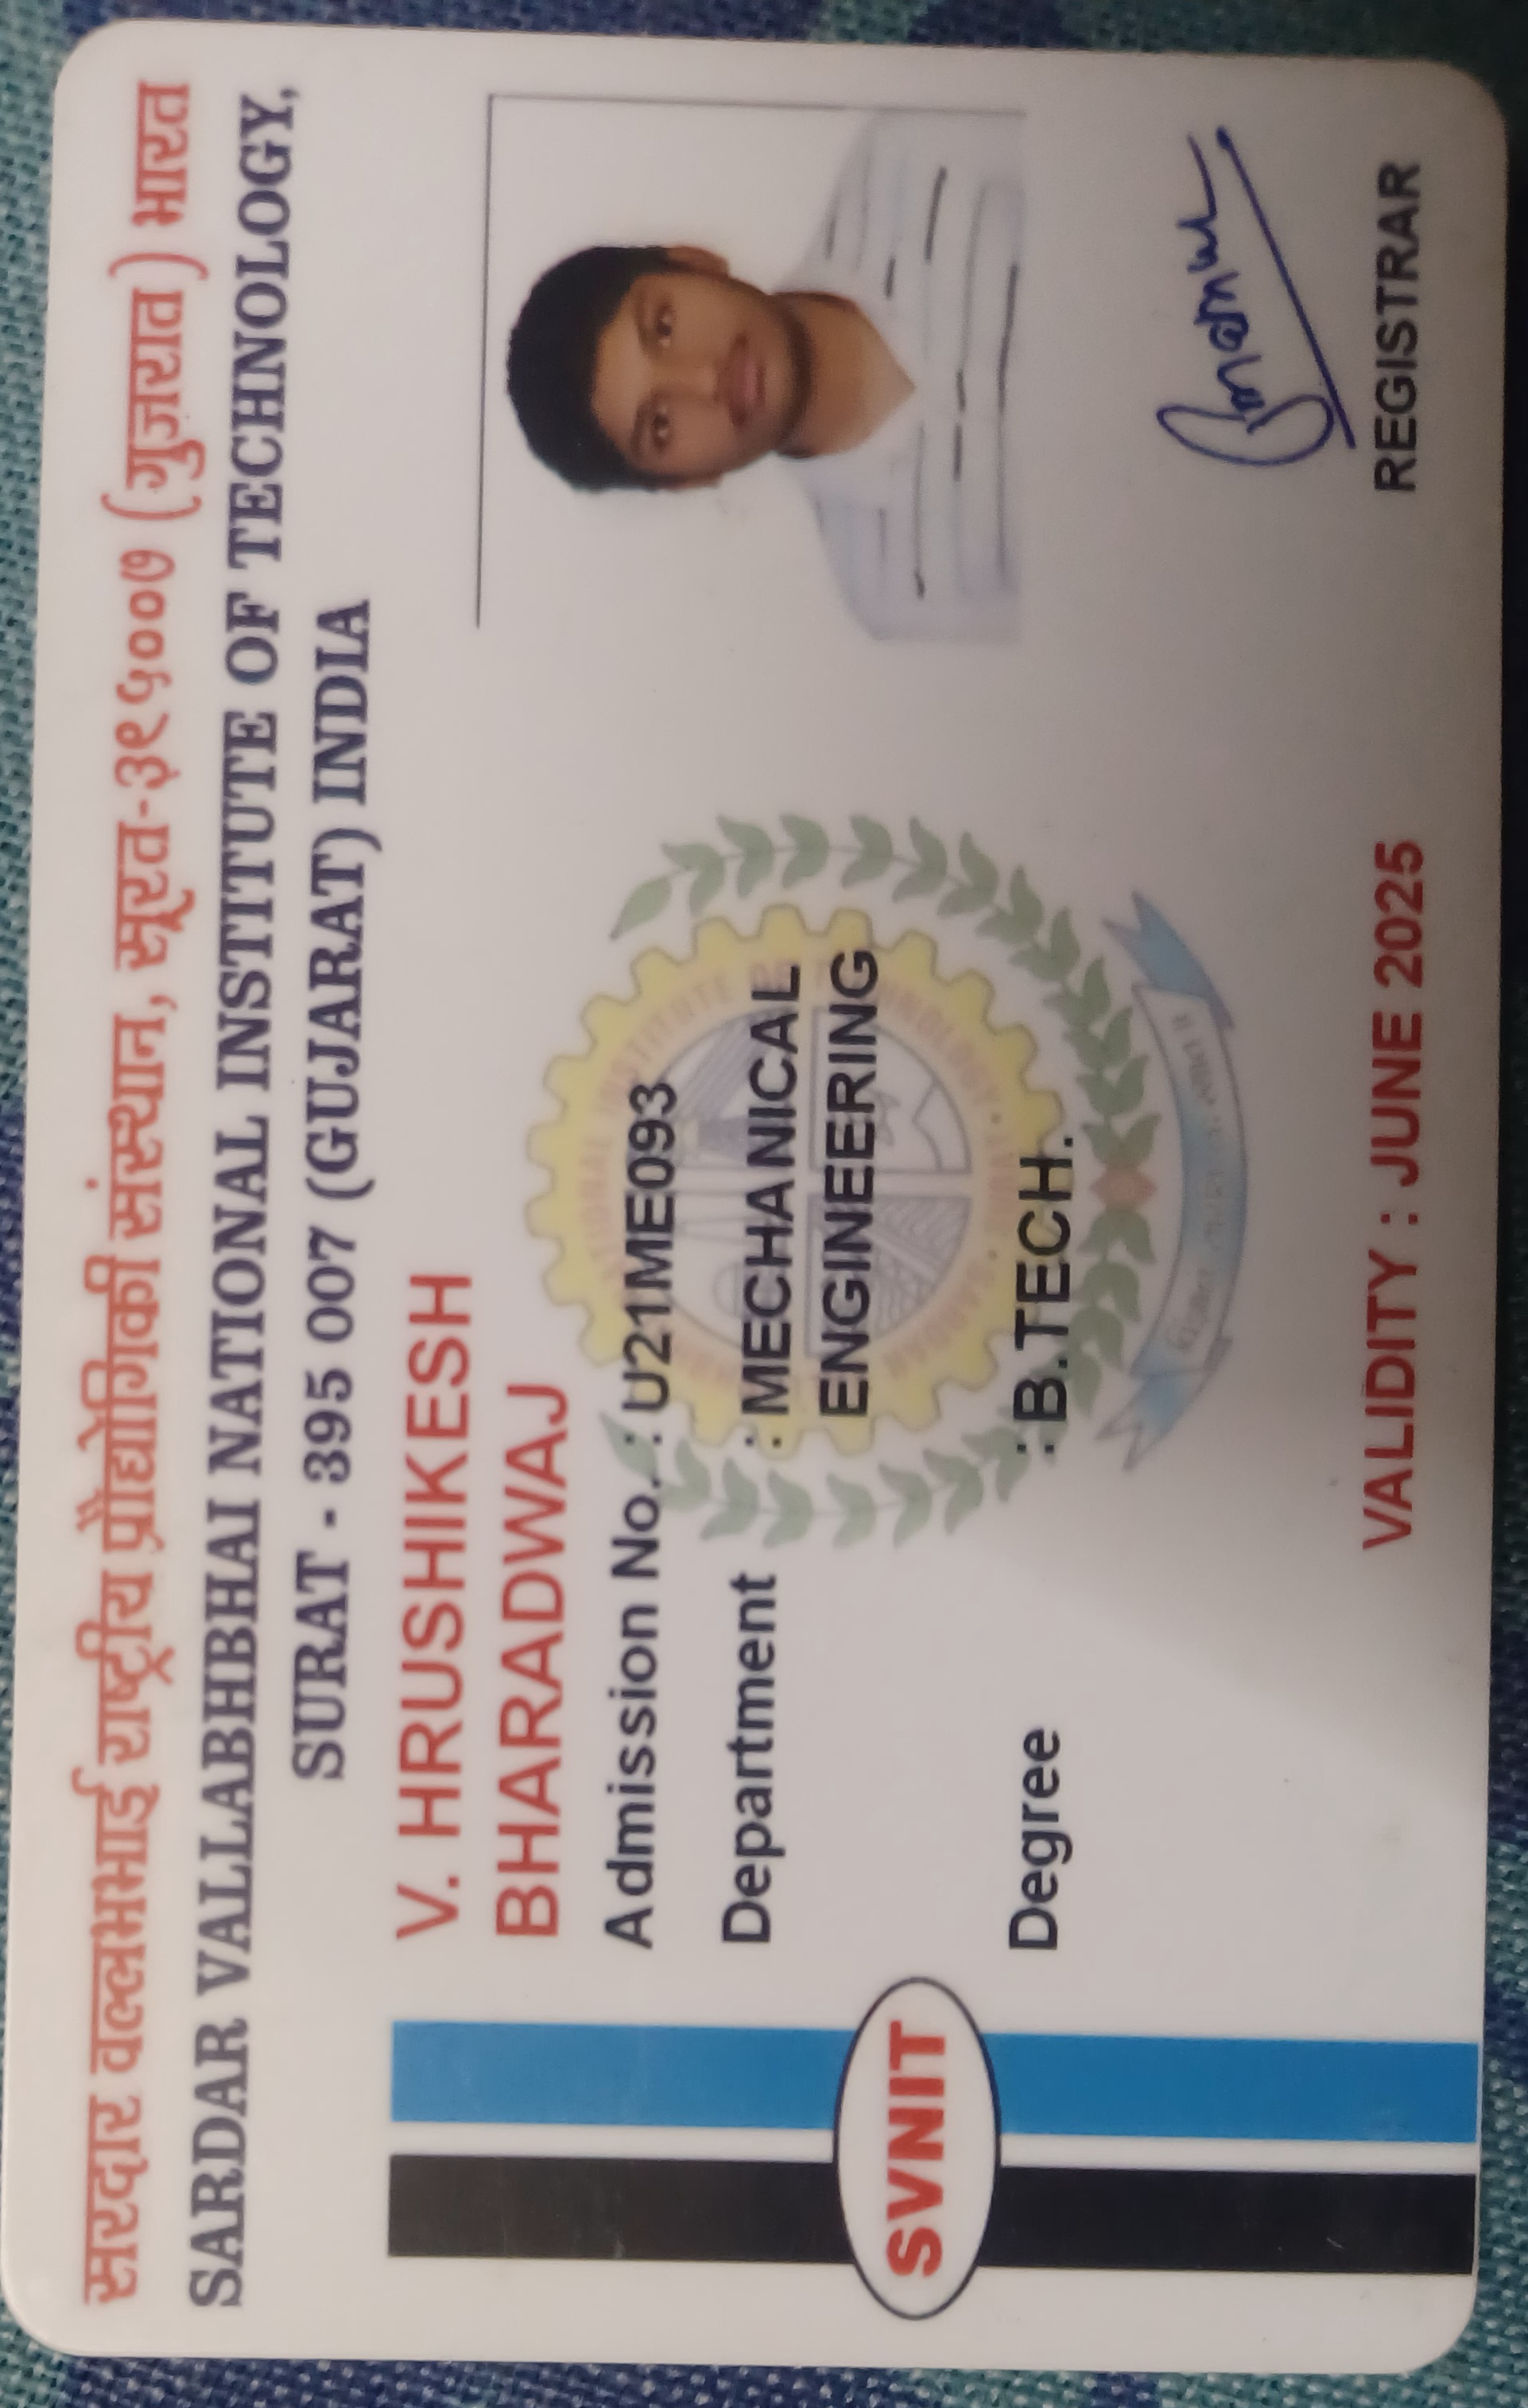 सरदार वल्लभभाई राष्ट्रीय प्रौद्योगिकी संस्थान, सूरत-३९५००७ (गुजरात) भारत
SARDAR VALLABHBHAI NATIONAL INSTITUTE OF TECHNOLOGY,
SURAT - 395 007 (GUJARAT) INDIA
V. HRUSHIKESH
BHARADWAJ
Admission No. : U21ME093
Department : MECHANICAL
ENGINEERING
Degree : B.TECH.
SVNIT
VALIDITY : JUNE 2025
REGISTRAR